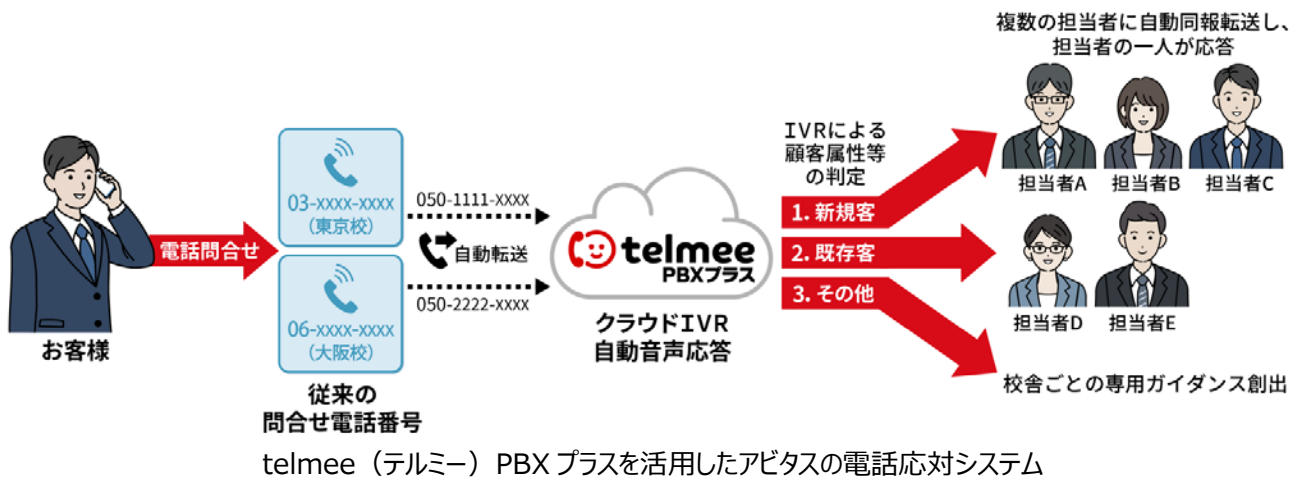 お客様
電話問合せ
03-xxxx-xxxx
(東京校)
06-xxxx-xxxx
(大阪校)
従来の
問合せ電話番号
050-1111-xxxx
自動転送
050-2222-xxxx
telmee
PBXプラス
クラウドIVR
自動音声応答
IVRによる
顧客属性等
の判定
1. 新規客
2. 既存客
3. その他
複数の担当者に自動同報転送し、
担当者の一人が応答
担当者A 担当者B 担当者C
担当者D 担当者E
校舎ごとの専用ガイダンス創出
telmee（テルミー）PBX プラスを活用したアビタスの電話応対システム